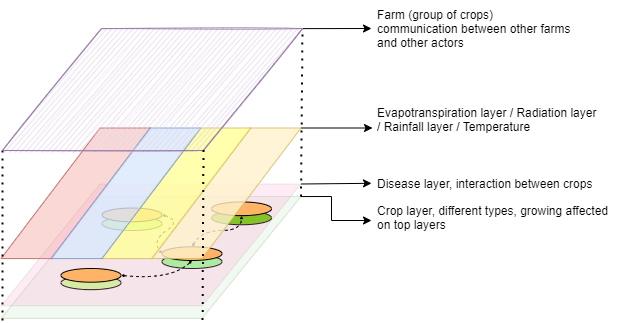 Farm (group of crops)
communication between other farms
and other actors
Evapotranspiration layer / Radiation layer
/ Rainfall layer / Temperature
Disease layer, interaction between crops
Crop layer, different types, growing affected
on top layers